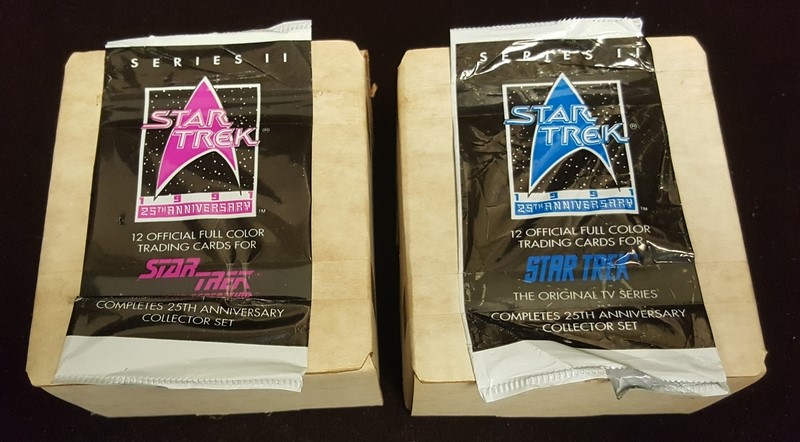 SERIES II
STAR
TREK®
1991
25TH ANNIVERSARY™
12 OFFICIAL FULL COLOR
TRADING CARDS FOR
STAR TREK
COMPLETES 25TH ANNIVERSARY
COLLECTOR SET
SERIES II
STAR
TREK®
1991
25TH ANNIVERSARY™
12 OFFICIAL FULL COLOR
TRADING CARDS FOR
STAR TREK
THE ORIGINAL TV SERIES
COMPLETES 25TH ANNIVERSARY
COLLECTOR SET